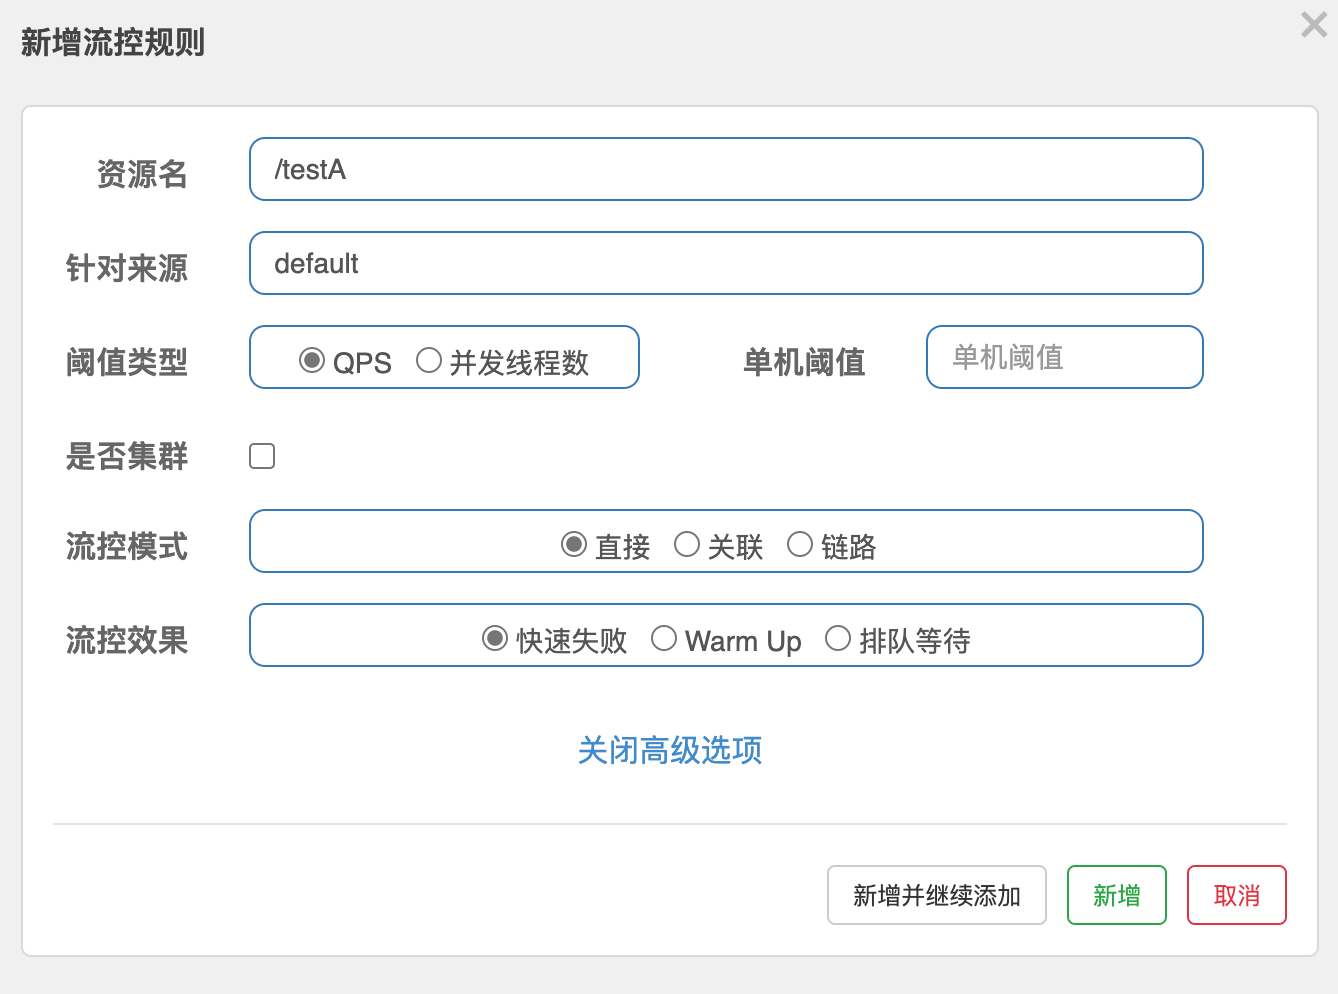 新增流控规则
资源名 /testA
针对来源 default
阈值类型 QPS 并发线程数 单机阈值 单机阈值
是否集群
流控模式 直接 关联 链路
流控效果 快速失败 Warm Up 排队等待
关闭高级选项
新增并继续添加 新增 取消